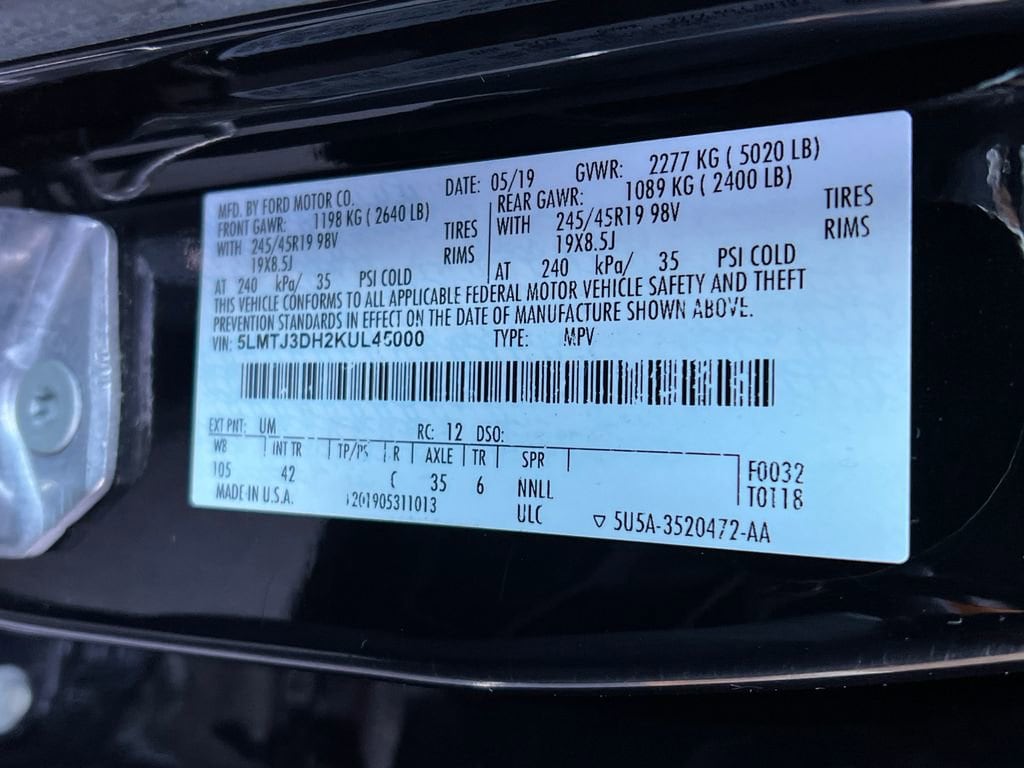 MFD. BY FORD MOTOR CO.
DATE: 05/19 GVWR: 2277 KG ( 5020 LB)
FRONT GAWR: 1198 KG ( 2640 LB)
WITH 245/45R19 98V TIRES
19X8.5J RIMS
AT 240 kPa/ 35 PSI COLD
REAR GAWR: 1089 KG ( 2400 LB)
WITH 245/45R19 98V TIRES
19X8.5J RIMS
AT 240 kPa/ 35 PSI COLD
THIS VEHICLE CONFORMS TO ALL APPLICABLE FEDERAL MOTOR VEHICLE SAFETY AND THEFT
PREVENTION STANDARDS IN EFFECT ON THE DATE OF MANUFACTURE SHOWN ABOVE.
VIN: TYPE: MPV
EXT PNT: UM RC: 12 DSO:
WB INT TR TP/PS R AXLE TR SPR
105 42 C 35 6 NNLL
F0032
T0118
MADE IN U.S.A. 201905311013 ULC ▽ 5U5A-3520472-AA